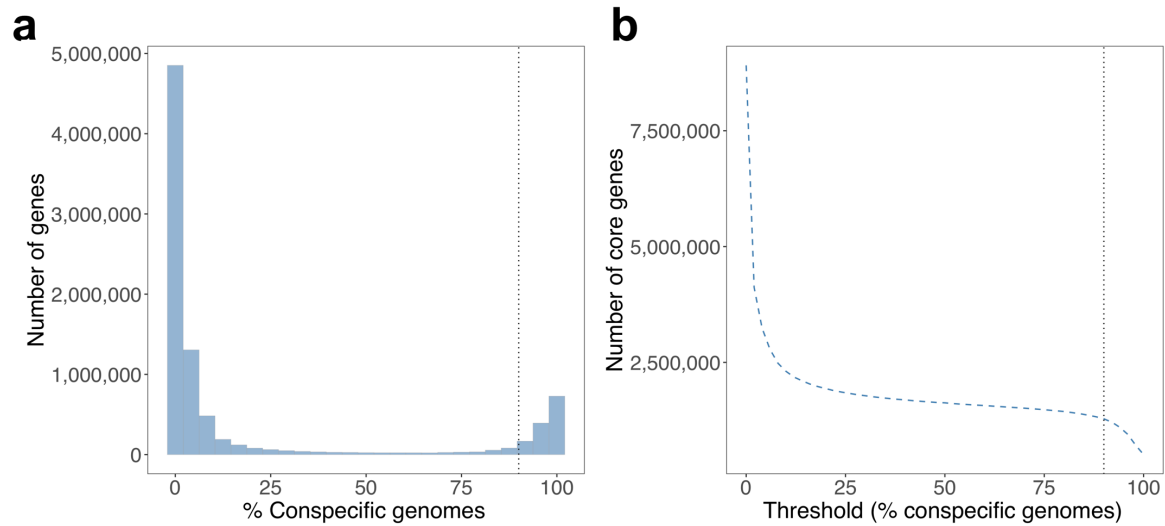 a
5,000,000
4,000,000
3,000,000
2,000,000
1,000,000
0
Number of genes
0 25 50 75 100
% Conspecific genomes
b
7,500,000
5,000,000
2,500,000
Number of core genes
0 25 50 75 100
Threshold (% conspecific genomes)